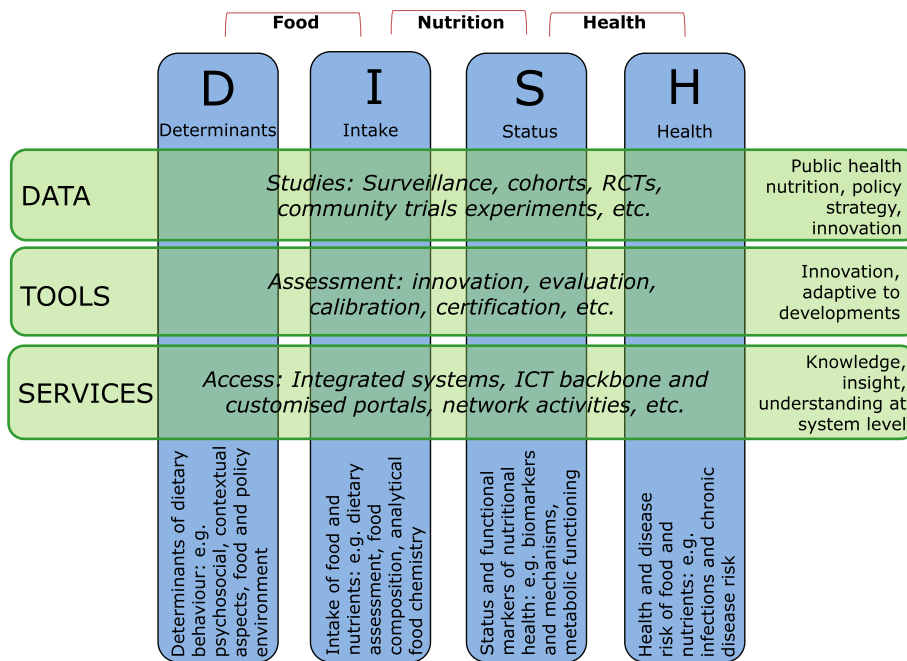 Food
Nutrition
Health
D
Determinants
I
Intake
S
Status
H
Health
DATA
Studies: Surveillance, cohorts, RCTs,
community trials experiments, etc.
Public health
nutrition, policy
strategy,
innovation
TOOLS
Assessment: innovation, evaluation,
calibration, certification, etc.
Innovation,
adaptive to
developments
SERVICES
Access: Integrated systems, ICT backbone and
customised portals, network activities, etc.
Knowledge,
insight,
understanding at
system level
Determinants of dietary
behaviour: e.g.
psychosocial, contextual
aspects, food and policy
environment
Intake of food and
nutrients: e.g. dietary
assessment, food
composition, analytical
food chemistry
Status and functional
markers of nutritional
health: e.g. biomarkers
and mechanisms,
metabolic functioning
Health and disease
risk of food and
nutrients: e.g.
infections and chronic
disease risk